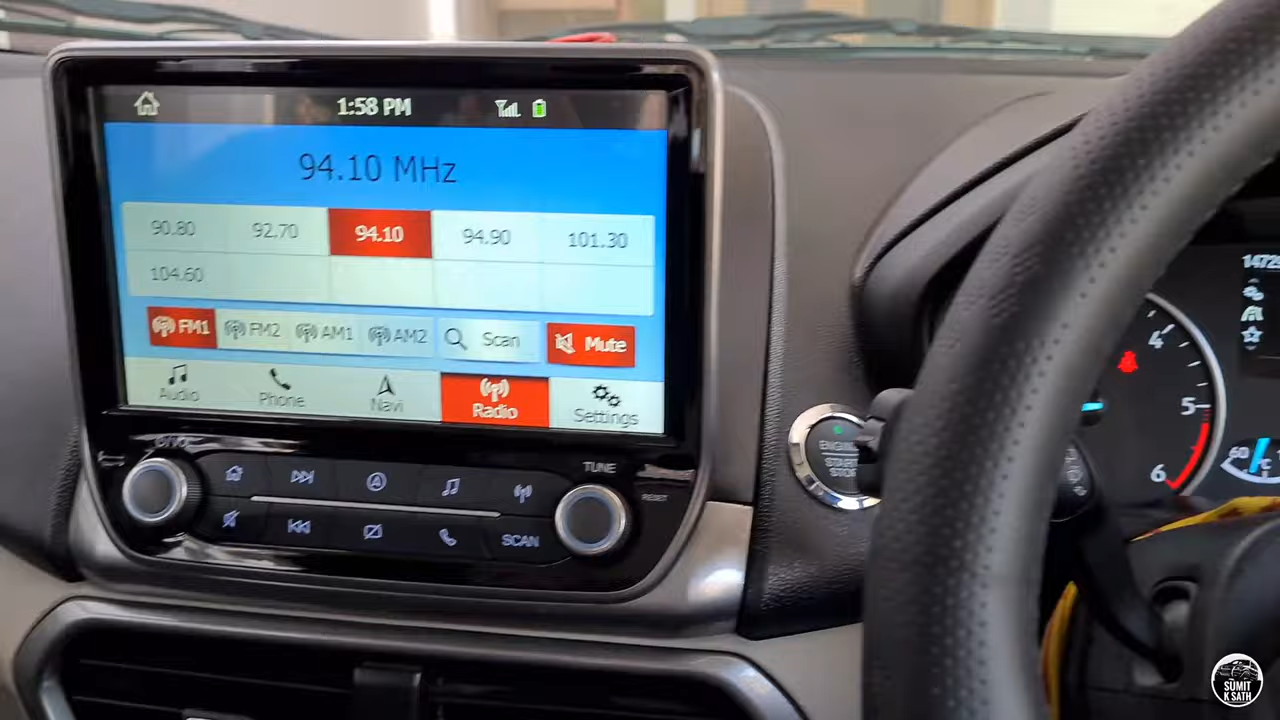 1:58 PM
94.10 MHz
90.80 92.70 94.10 94.90 101.30
104.60
FM1 FM2 AM1 AM2 Scan Mute
Audio Phone Navi Radio Settings
TUNE
RESET
SCAN
ENGINE
START
STOP
4
5
6
60
SUMIT
K SATH